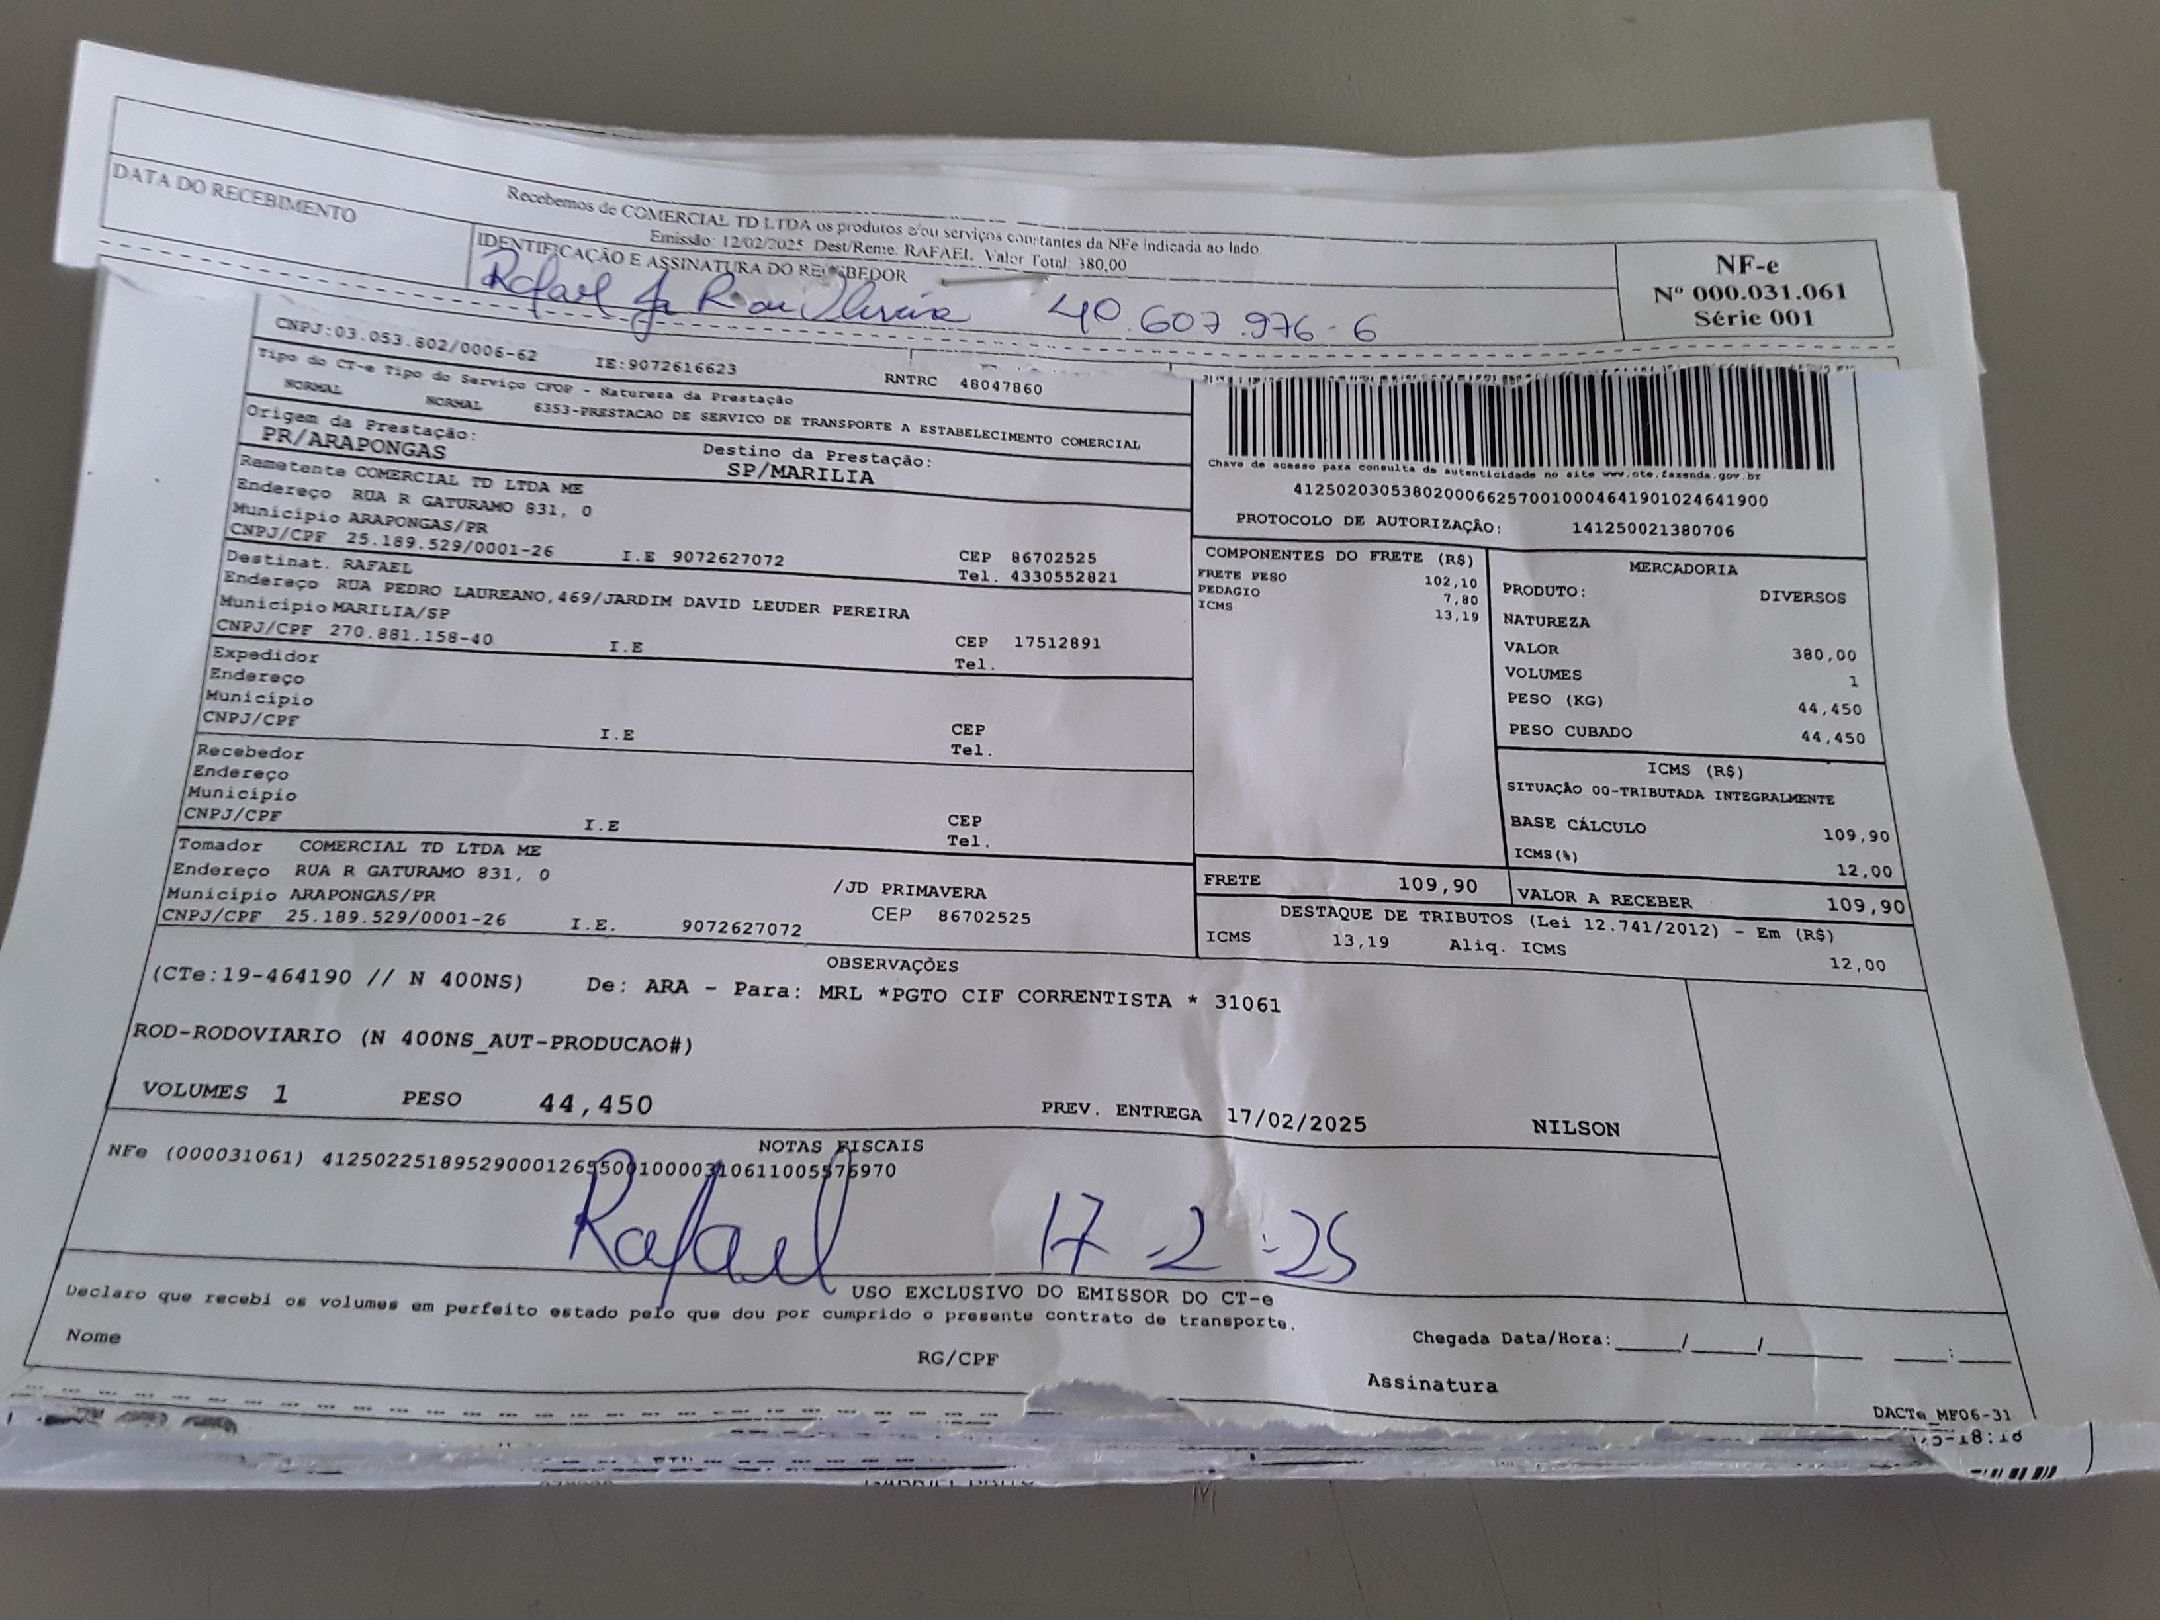 Recebemos de COMERCIAL TD LTDA os produtos e/ou serviços constantes da NFe indicada ao lado.
Emissão: 12/02/2025 Dest/Reme: RAFAEL Valor Total: 380,00
DATA DO RECEBIMENTO
IDENTIFICAÇÃO E ASSINATURA DO RECEBEDOR
Rafael Oliveira 40.607.976-6
NF-e
Nº 000.031.061
Série 001
CNPJ:03.053.802/0006-62 IE:9072616623 RNTRC 48047860
Tipo do CT-e Tipo do Serviço CFOP - Natureza da Prestação
NORMAL NORMAL 6353-PRESTACAO DE SERVICO DE TRANSPORTE A ESTABELECIMENTO COMERCIAL
Origem da Prestação: Destino da Prestação:
PR/ARAPONGAS SP/MARILIA
Remetente COMERCIAL TD LTDA ME
Endereço RUA R GATURAMO 831, 0
Município ARAPONGAS/PR CEP 86702525
CNPJ/CPF 25.189.529/0001-26 I.E 9072627072 Tel. 4330552821
Destinat. RAFAEL
Endereço RUA PEDRO LAUREANO,469/JARDIM DAVID LEUDER PEREIRA
Município MARILIA/SP CEP 17512891
CNPJ/CPF 270.881.158-40 I.E Tel.
Expedidor
Endereço
Município CEP
CNPJ/CPF I.E Tel.
Recebedor
Endereço
Município CEP
CNPJ/CPF I.E Tel.
Tomador COMERCIAL TD LTDA ME
Endereço RUA R GATURAMO 831, 0 /JD PRIMAVERA
Município ARAPONGAS/PR CEP 86702525
CNPJ/CPF 25.189.529/0001-26 I.E. 9072627072
Chave de acesso para consulta de autenticidade no site www.cte.fazenda.gov.br
41250203053802000662570010004641901024641900
PROTOCOLO DE AUTORIZAÇÃO: 141250021380706
COMPONENTES DO FRETE (R$)
FRETE PESO 102,10
PEDAGIO 7,80
ICMS 13,19
MERCADORIA
PRODUTO: DIVERSOS
NATUREZA
VALOR 380,00
VOLUMES 1
PESO (KG) 44,450
PESO CUBADO 44,450
ICMS (R$)
SITUAÇÃO 00-TRIBUTADA INTEGRALMENTE
BASE CÁLCULO 109,90
ICMS(%) 12,00
FRETE 109,90 VALOR A RECEBER 109,90
DESTAQUE DE TRIBUTOS (Lei 12.741/2012) - Em (R$)
ICMS 13,19 Aliq. ICMS 12,00
OBSERVAÇÕES
(CTe:19-464190 // N 400NS) De: ARA - Para: MRL *PGTO CIF CORRENTISTA * 31061
ROD-RODOVIARIO (N 400NS_AUT-PRODUCAO#)
VOLUMES 1 PESO 44,450 PREV. ENTREGA 17/02/2025 NILSON
NOTAS FISCAIS
NFe (000031061) 41250225189529000126550010000310611005576970
Rafael 17-2-25
USO EXCLUSIVO DO EMISSOR DO CT-e
Declaro que recebi os volumes em perfeito estado pelo que dou por cumprido o presente contrato de transporte.
Nome RG/CPF Assinatura Chegada Data/Hora:____/____/______ ___:___
DACTe_MF06-31